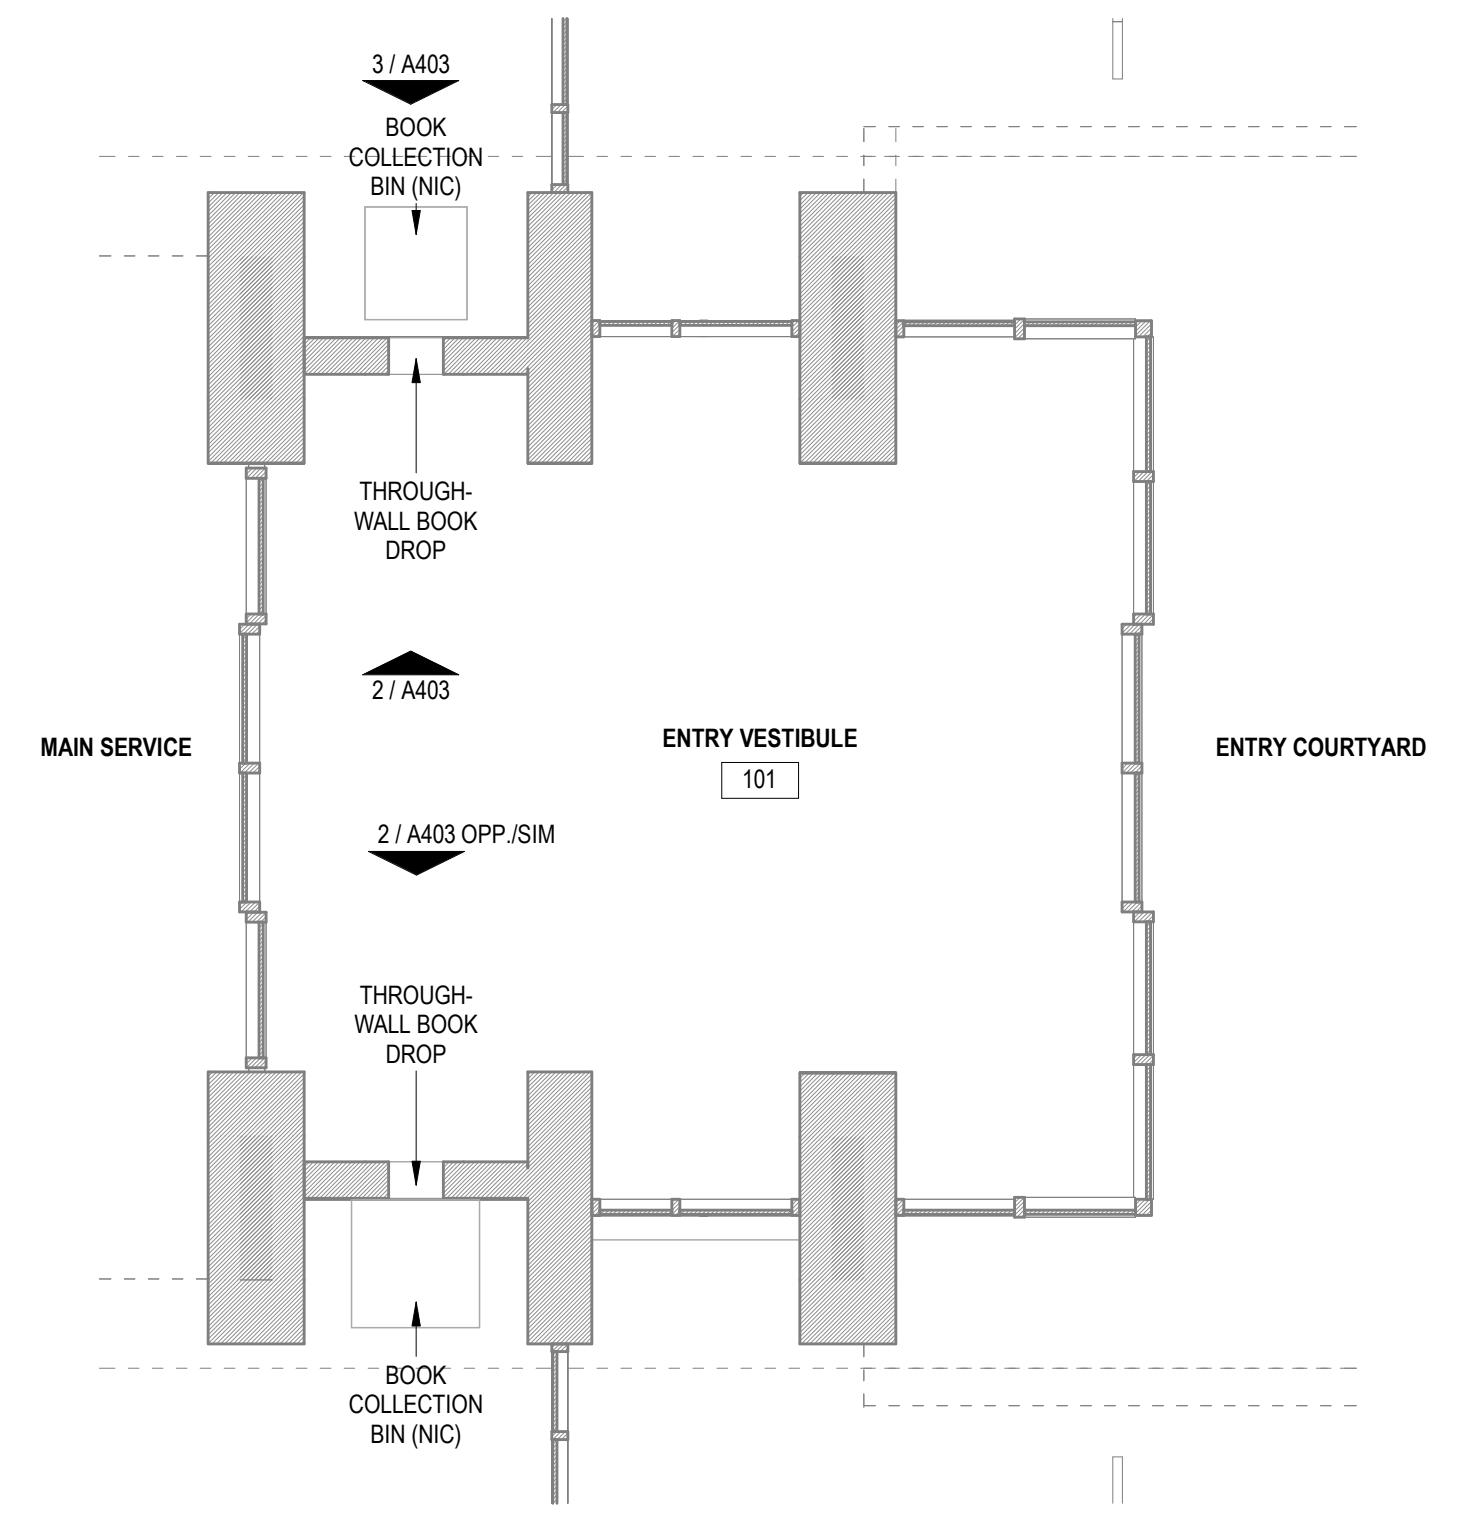 3 / A403
BOOK
COLLECTION
BIN (NIC)
THROUGH-
WALL BOOK
DROP
2 / A403
MAIN SERVICE
ENTRY VESTIBULE
101
ENTRY COURTYARD
2 / A403 OPP./SIM
THROUGH-
WALL BOOK
DROP
BOOK
COLLECTION
BIN (NIC)